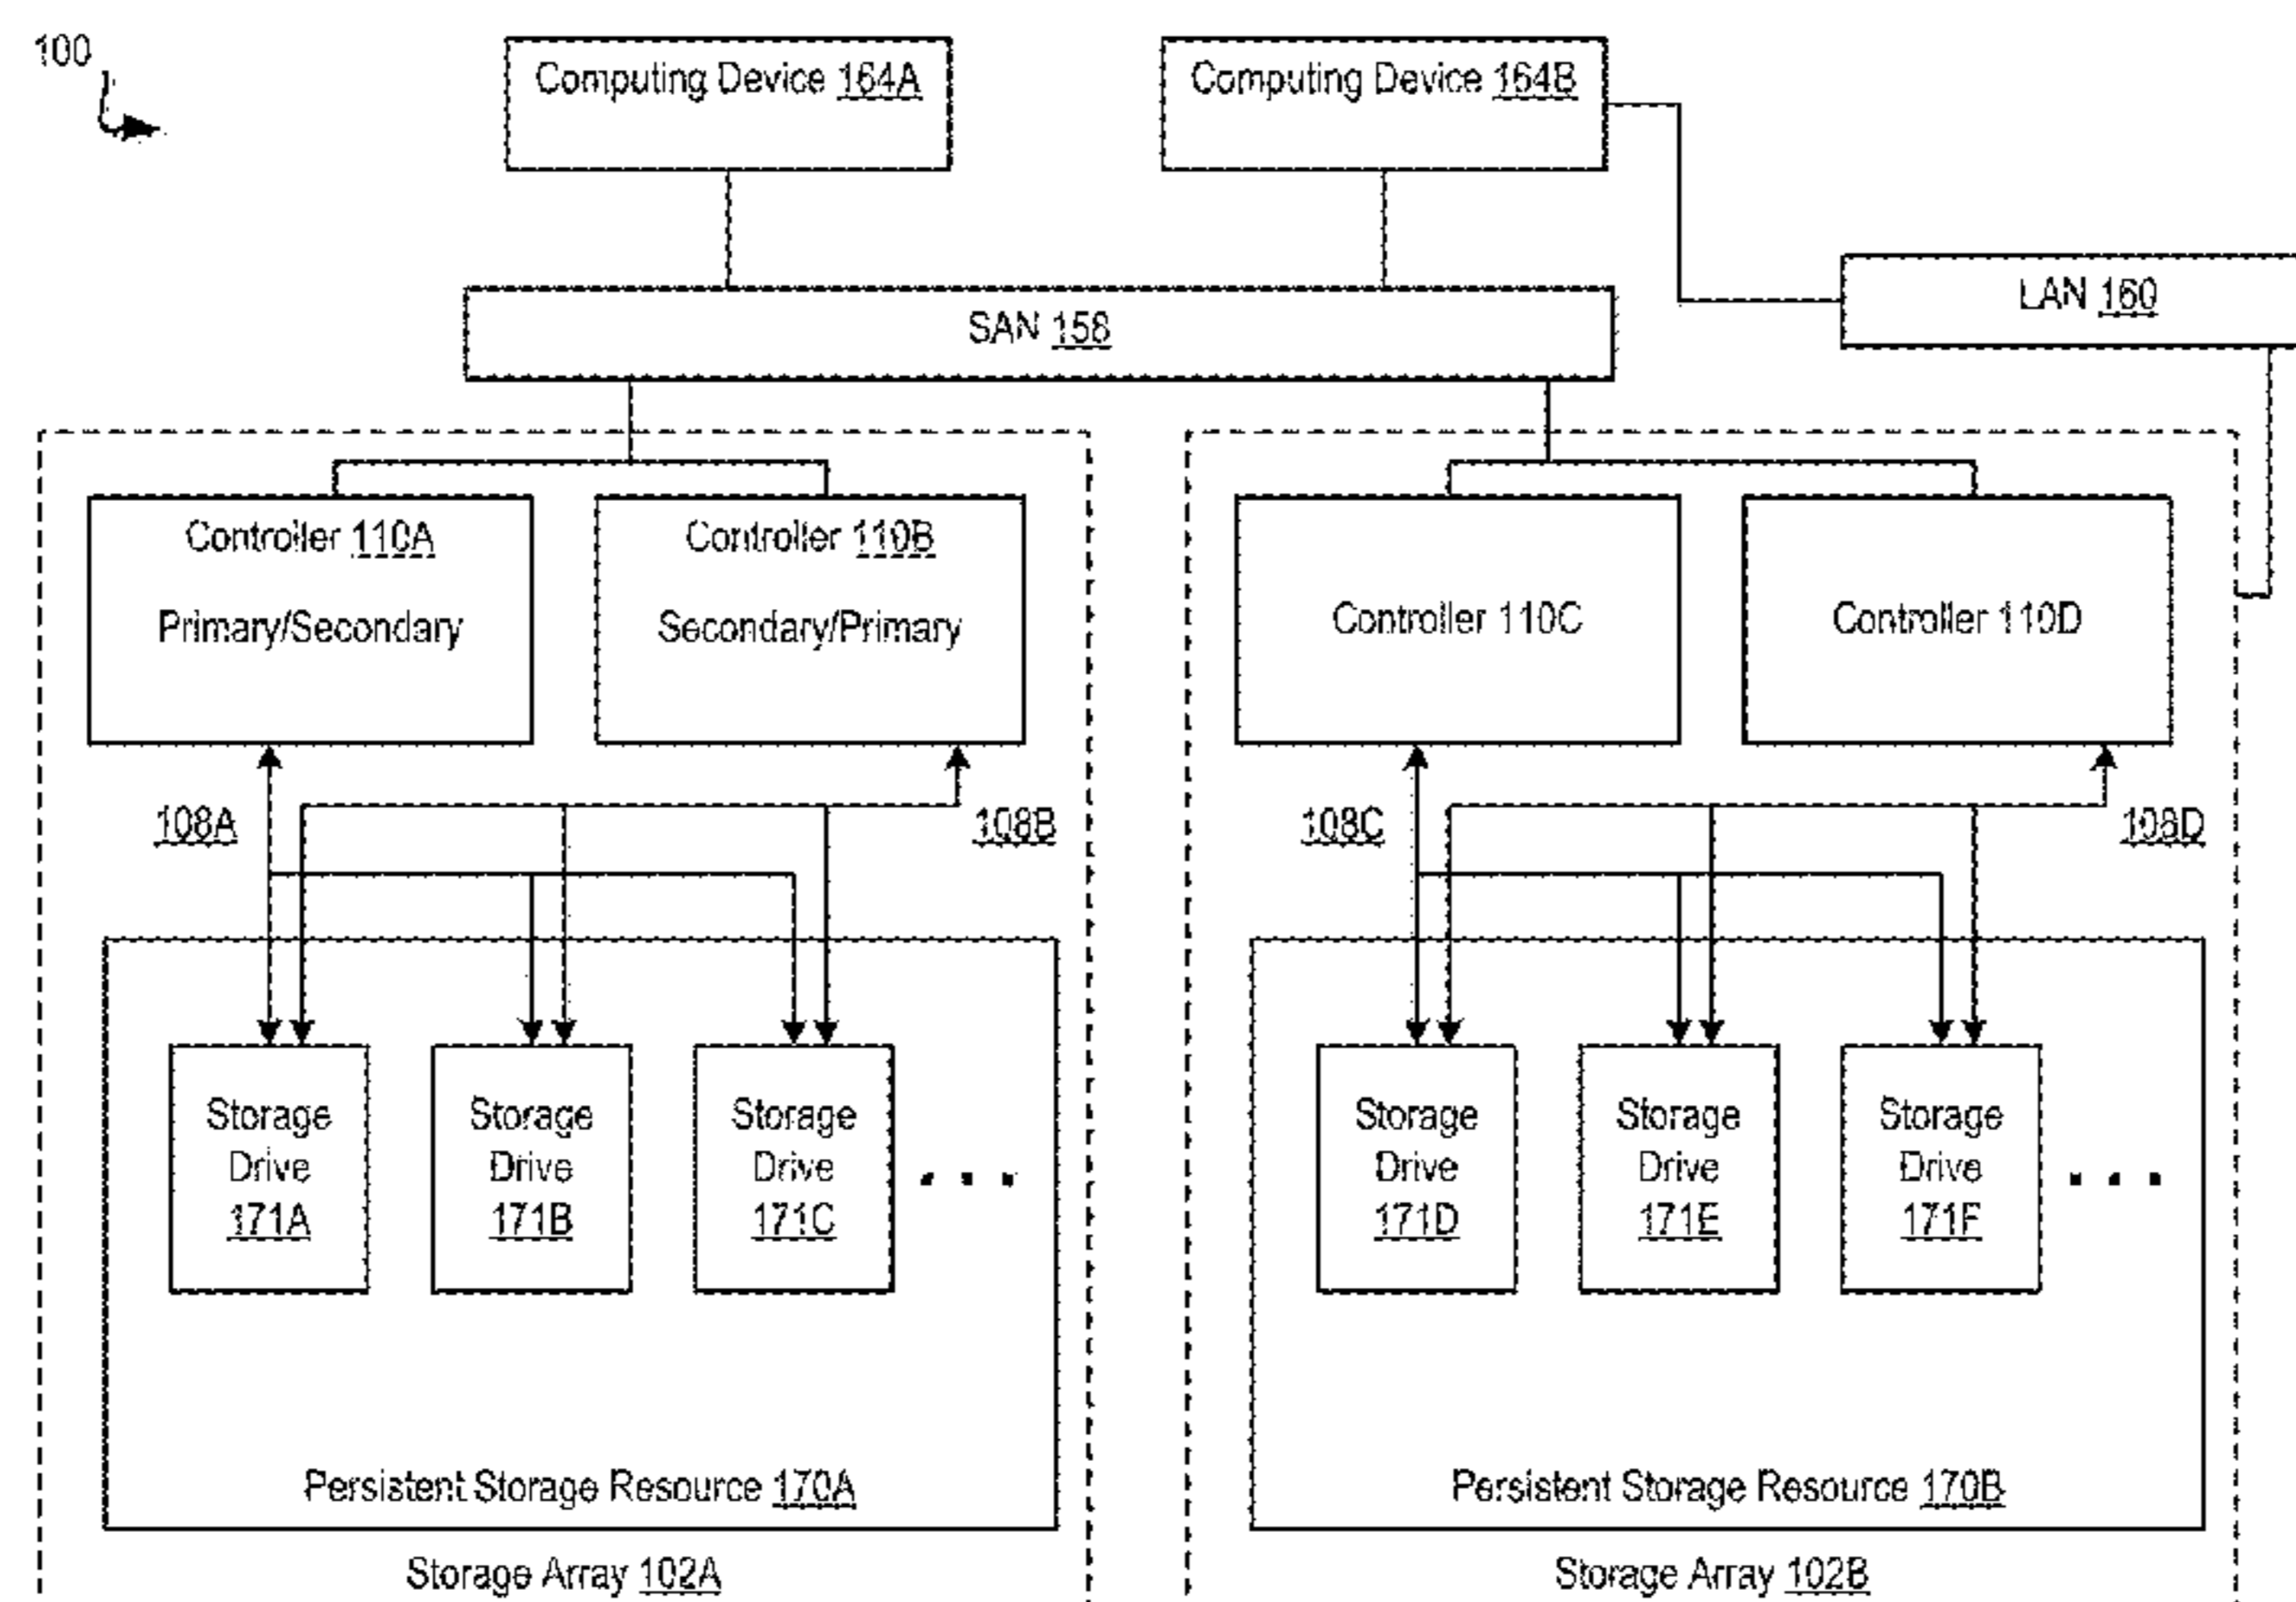 100
Computing Device 164A
Computing Device 164B
LAN 160
SAN 158
Controller 110A
Primary/Secondary
Controller 110B
Secondary/Primary
Controller 110C
Controller 110D
108A
108B
108C
108D
Storage
Drive
171A
Storage
Drive
171B
Storage
Drive
171C
Storage
Drive
171D
Storage
Drive
171E
Storage
Drive
171F
Persistent Storage Resource 170A
Persistent Storage Resource 170B
Storage Array 102A
Storage Array 102B